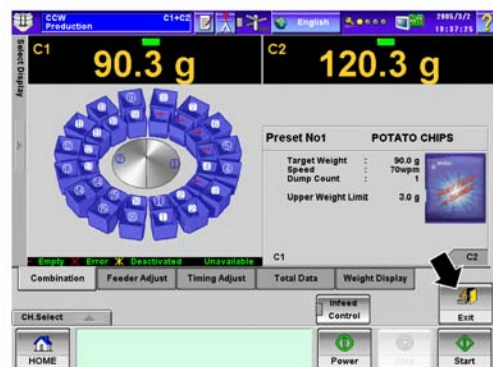 CCW
Production
C1+C2
English
2005/3/2
10:37:25
?
Select Display
C1
90.3 g
C2
120.3 g
Preset No1 POTATO CHIPS
Target Weight : 90.0 g
Speed : 70wpm
Dump Count : 1
Upper Weight Limit 3.0 g
Empty Error Deactivated Unavailable
C1
C2
Combination
Feeder Adjust
Timing Adjust
Total Data
Weight Display
CH.Select
Infeed
Control
Exit
HOME
Power
Stop
Start